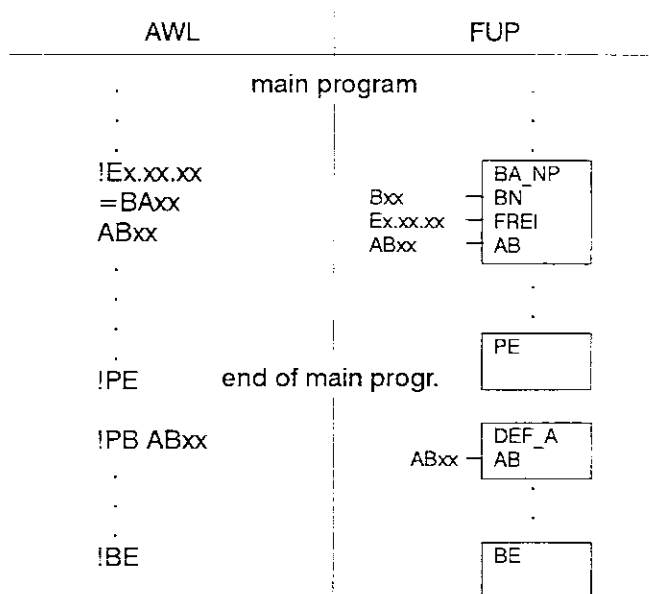 AWL FUP
main program
!Ex.xx.xx BA_NP
=BAxx Bxx BN
Ex.xx.xx FREI
ABxx ABxx AB
PE
!PE end of main progr.
!PB ABxx DEF_A
ABxx AB
!BE BE